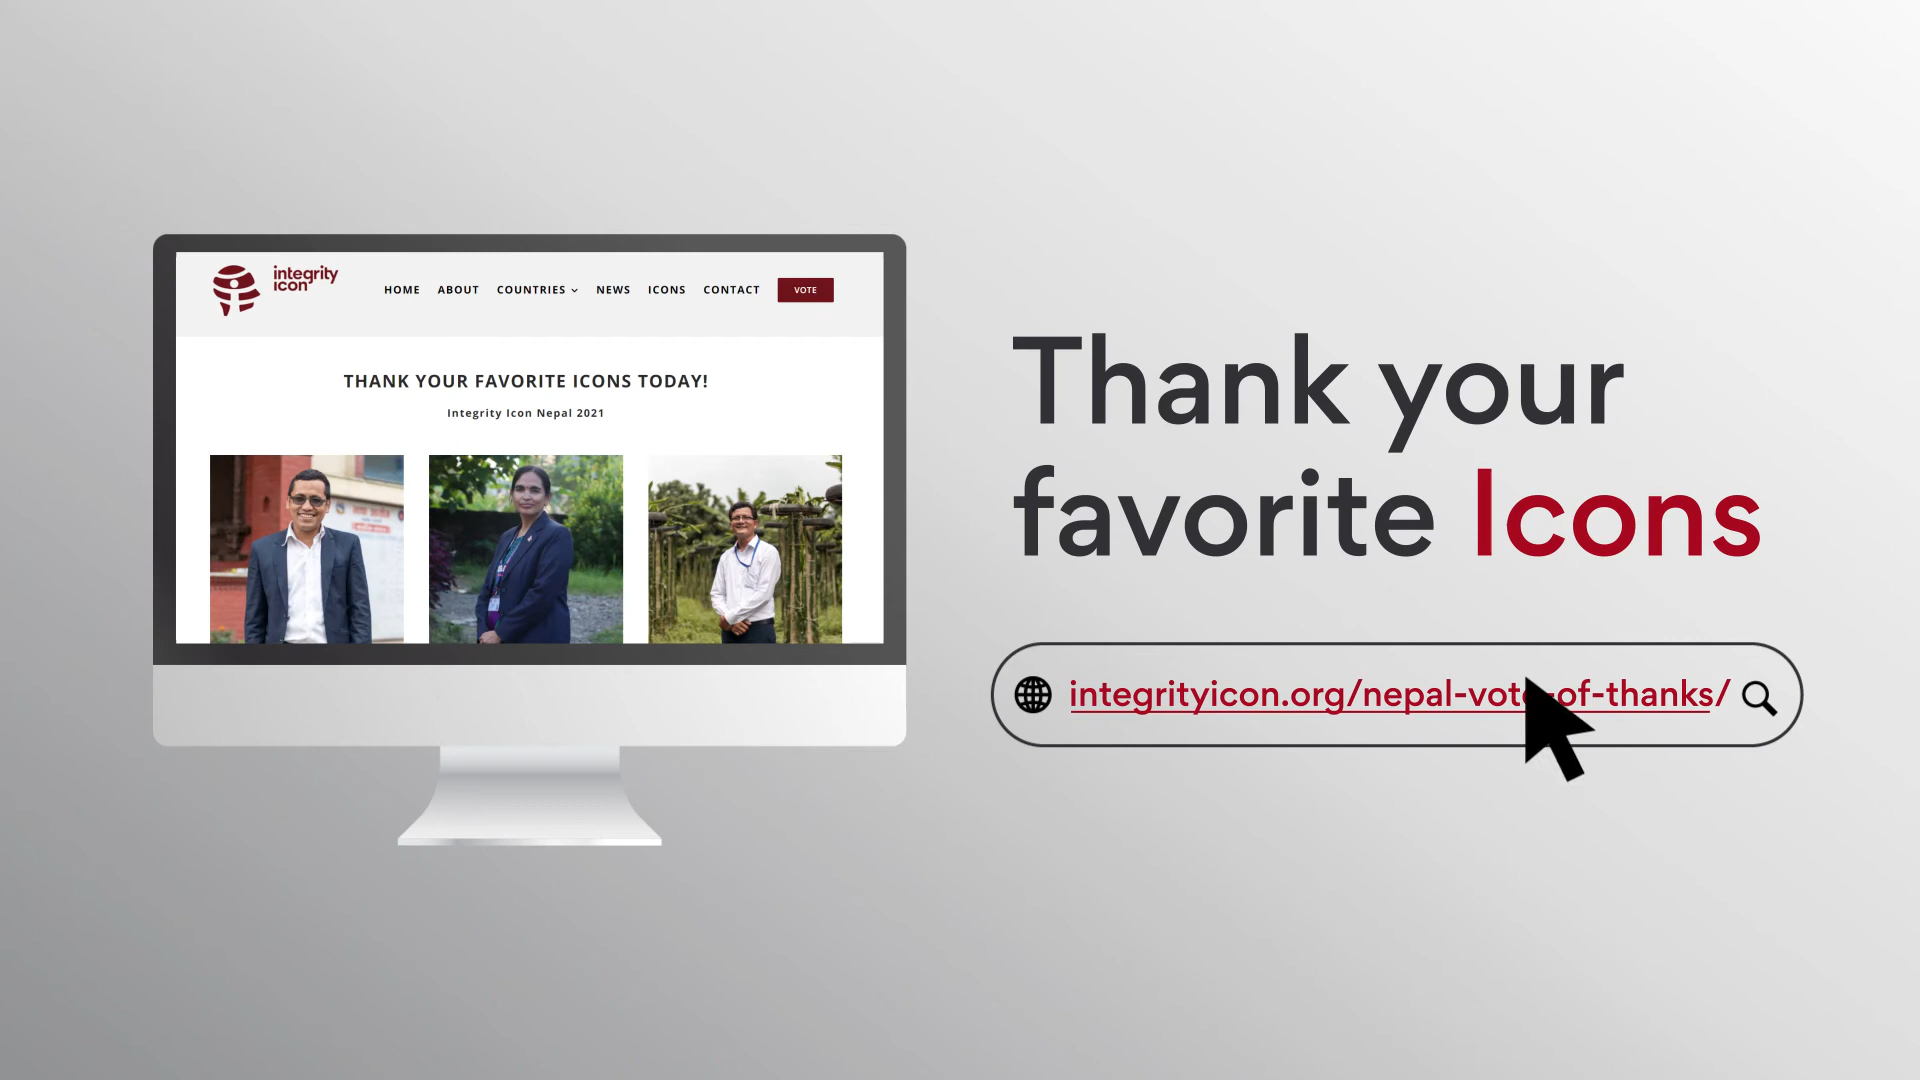 integrity
icon
HOME ABOUT COUNTRIES NEWS ICONS CONTACT VOTE
THANK YOUR FAVORITE ICONS TODAY!
Integrity Icon Nepal 2021
Thank your
favorite Icons
integrityicon.org/nepal-vote-of-thanks/